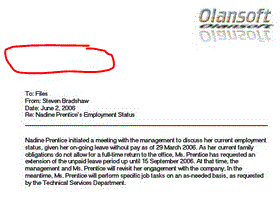 Olansoft
To: Files
From: Steven Bradshaw
Date: June 2, 2006
Re: Nadine Prentice's Employment Status
Nadine Prentice initiated a meeting with the management to discuss her current employment
status, given her on-going leave without pay as of 29 March 2006. As her current family
obligations do not allow for a full-time return to the office, Ms. Prentice has requested an
extension of the unpaid leave period up until 15 September 2006. At that time, the
management and Ms. Prentice will revisit her engagement with the company. In the
meantime, Ms. Prentice will perform specific job tasks on an as-needed basis, as requested
by the Technical Services Department.